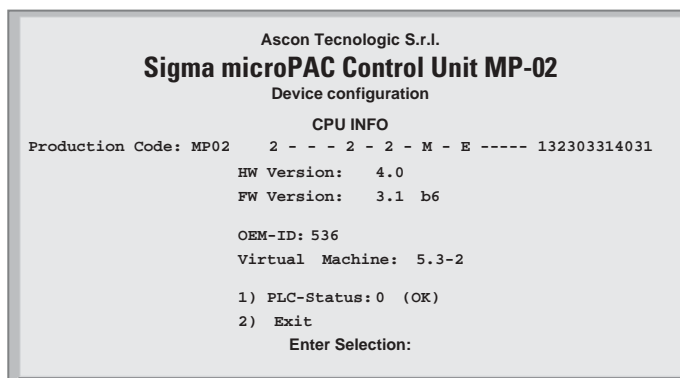 Ascon Tecnologic S.r.l.
Sigma microPAC Control Unit MP-02
Device configuration
CPU INFO
Production Code: MP02 2 - - - 2 - 2 - M - E ----- 132303314031
HW Version: 4.0
FW Version: 3.1 b6
OEM-ID: 536
Virtual Machine: 5.3-2
1) PLC-Status: 0 (OK)
2) Exit
Enter Selection: